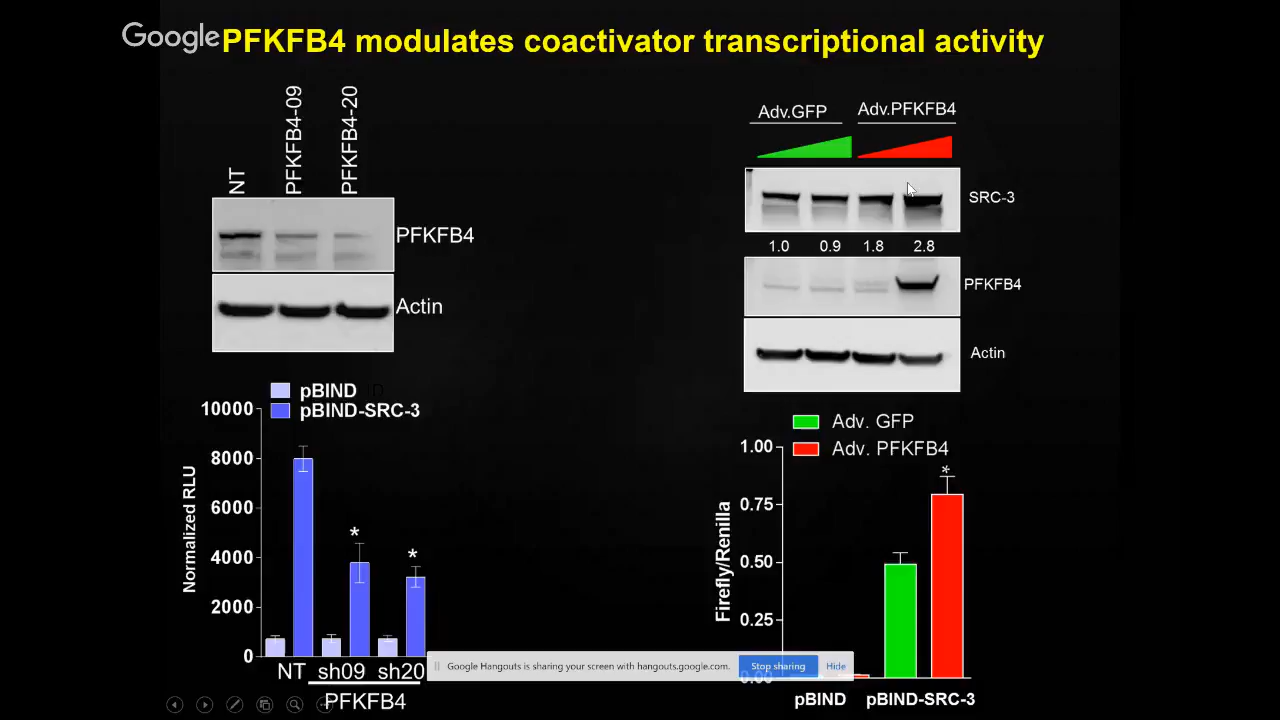 Google
PFKFB4 modulates coactivator transcriptional activity
NT
PFKFB4-09
PFKFB4-20
PFKFB4
Actin
pBIND
pBIND-SRC-3
10000
8000
6000
4000
2000
0
Normalized RLU
*
*
NT sh09 sh20
PFKFB4
Adv.GFP Adv.PFKFB4
SRC-3
1.0 0.9 1.8 2.8
PFKFB4
Actin
Adv. GFP
Adv. PFKFB4
1.00
0.75
0.50
0.25
0.00
Firefly/Renilla
*
pBIND pBIND-SRC-3
Google Hangouts is sharing your screen with hangouts.google.com. Stop sharing Hide